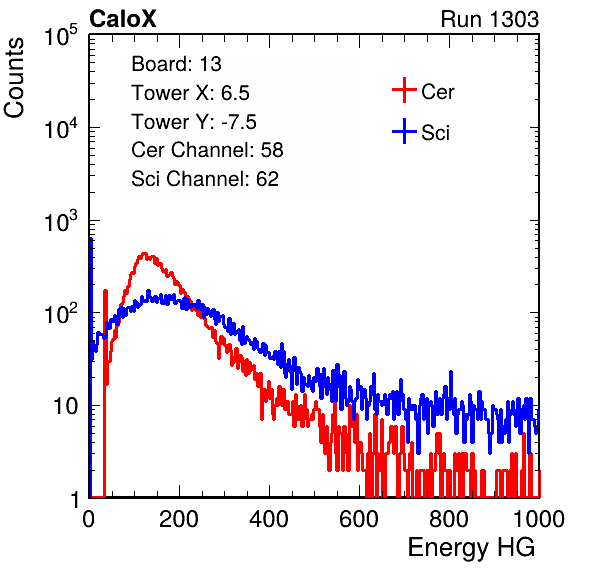 CaloX Run 1303
Counts
Board: 13
Tower X: 6.5
Tower Y: -7.5
Cer Channel: 58
Sci Channel: 62
Cer
Sci
10^5
10^4
10^3
10^2
10
1
0 200 400 600 800 1000
Energy HG